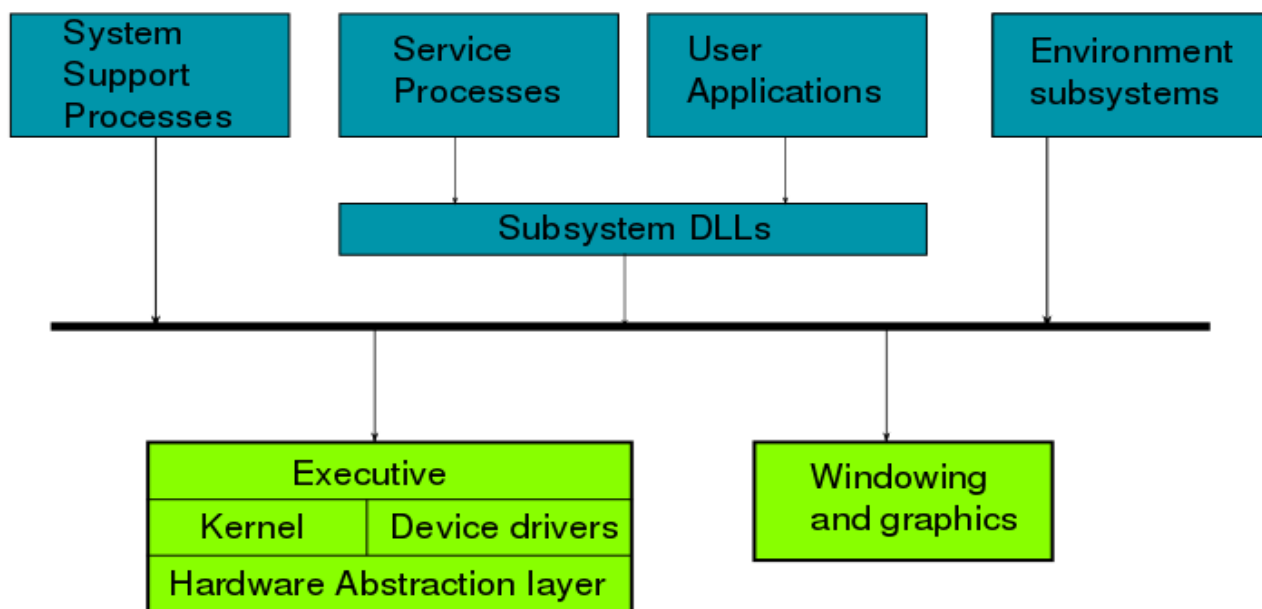 System
Support
Processes
Service
Processes
User
Applications
Environment
subsystems
Subsystem DLLs
Executive
Kernel
Device drivers
Hardware Abstraction layer
Windowing
and graphics